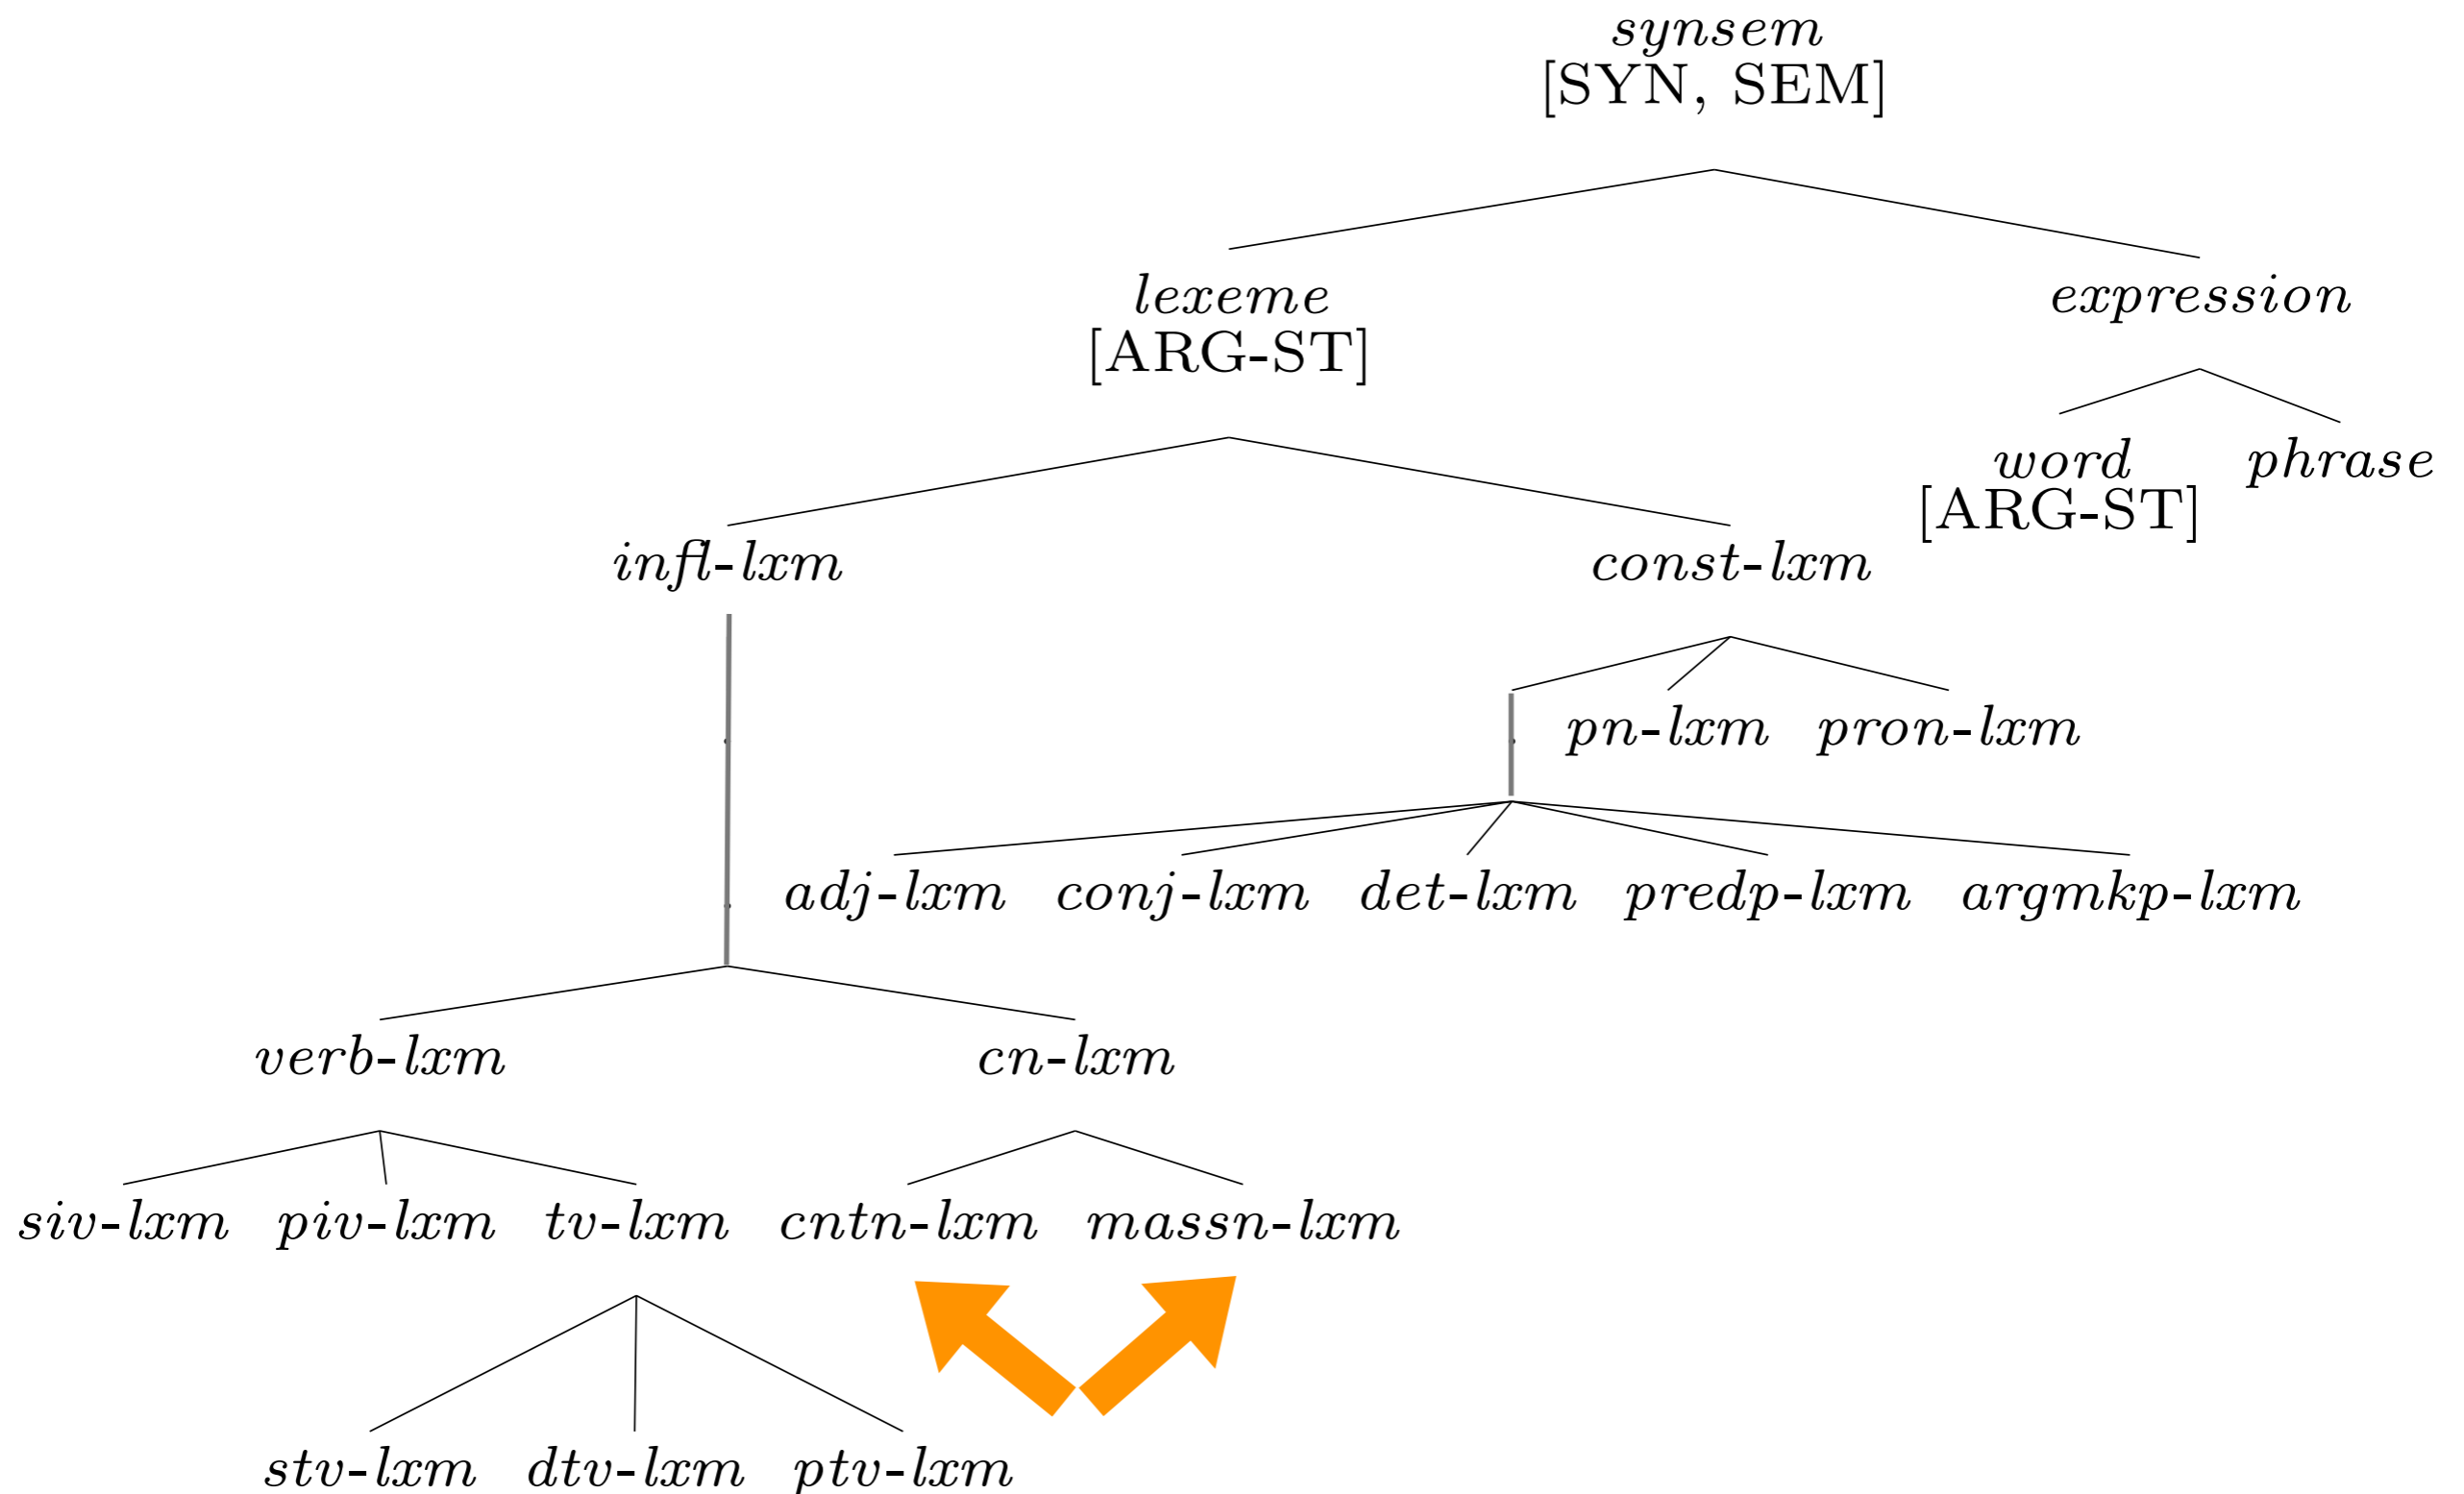 synsem
[SYN, SEM]
lexeme
[ARG-ST]
expression
word
[ARG-ST]
phrase
infl-lxm
const-lxm
pn-lxm
pron-lxm
adj-lxm
conj-lxm
det-lxm
predp-lxm
argmkp-lxm
verb-lxm
cn-lxm
siv-lxm
piv-lxm
tv-lxm
cntn-lxm
massn-lxm
stv-lxm
dtv-lxm
ptv-lxm